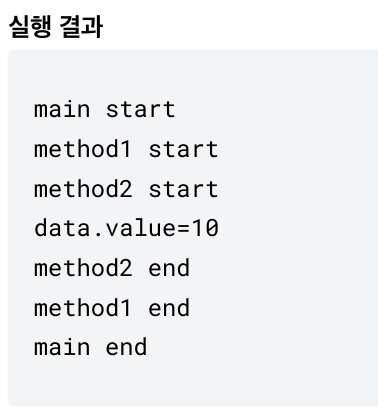 실행 결과
main start
method1 start
method2 start
data.value=10
method2 end
method1 end
main end